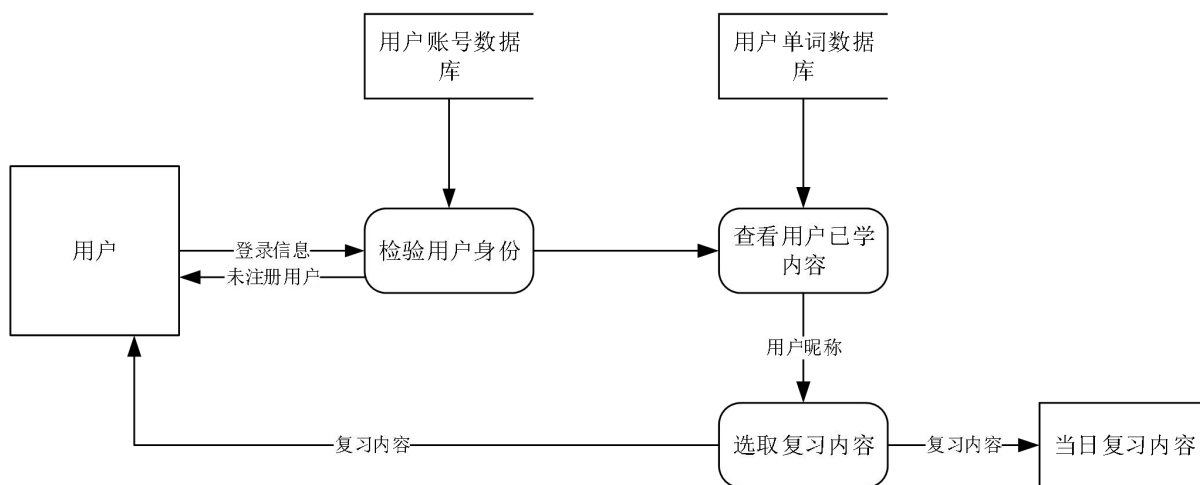 用户账号数据
库
用户单词数据
库
用户
登录信息
未注册用户
检验用户身份
查看用户已学
内容
用户昵称
复习内容
选取复习内容
复习内容
当日复习内容